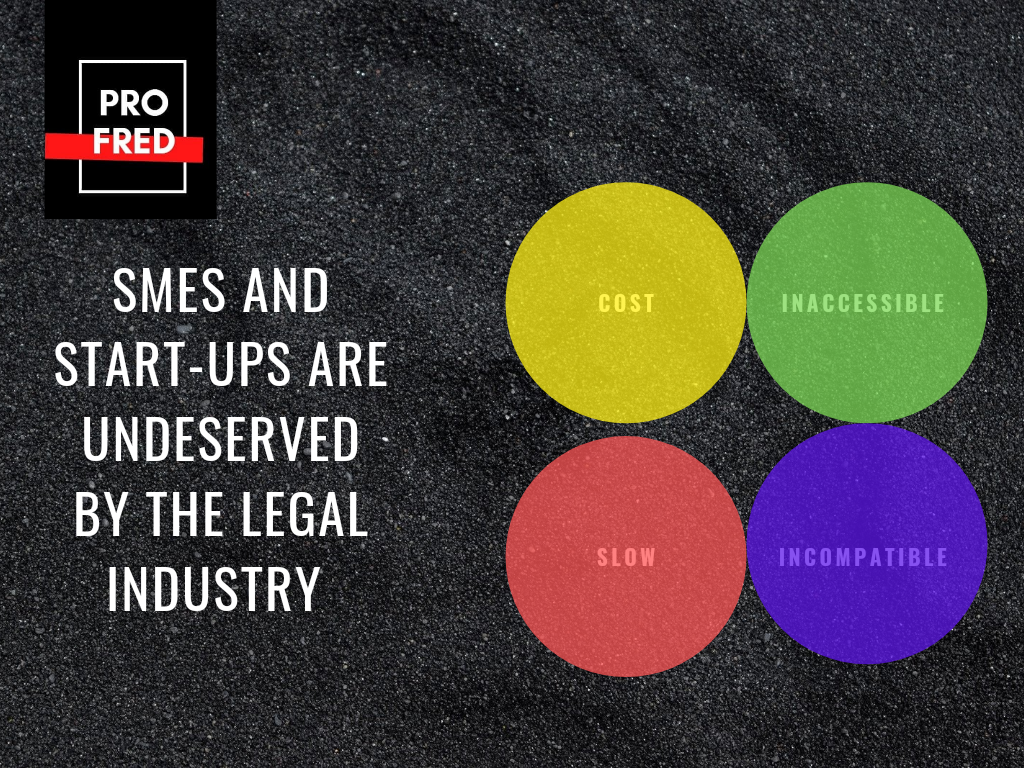 PRO
FRED
SMES AND
START-UPS ARE
UNDESERVED
BY THE LEGAL
INDUSTRY
COST
INACCESSIBLE
SLOW
INCOMPATIBLE